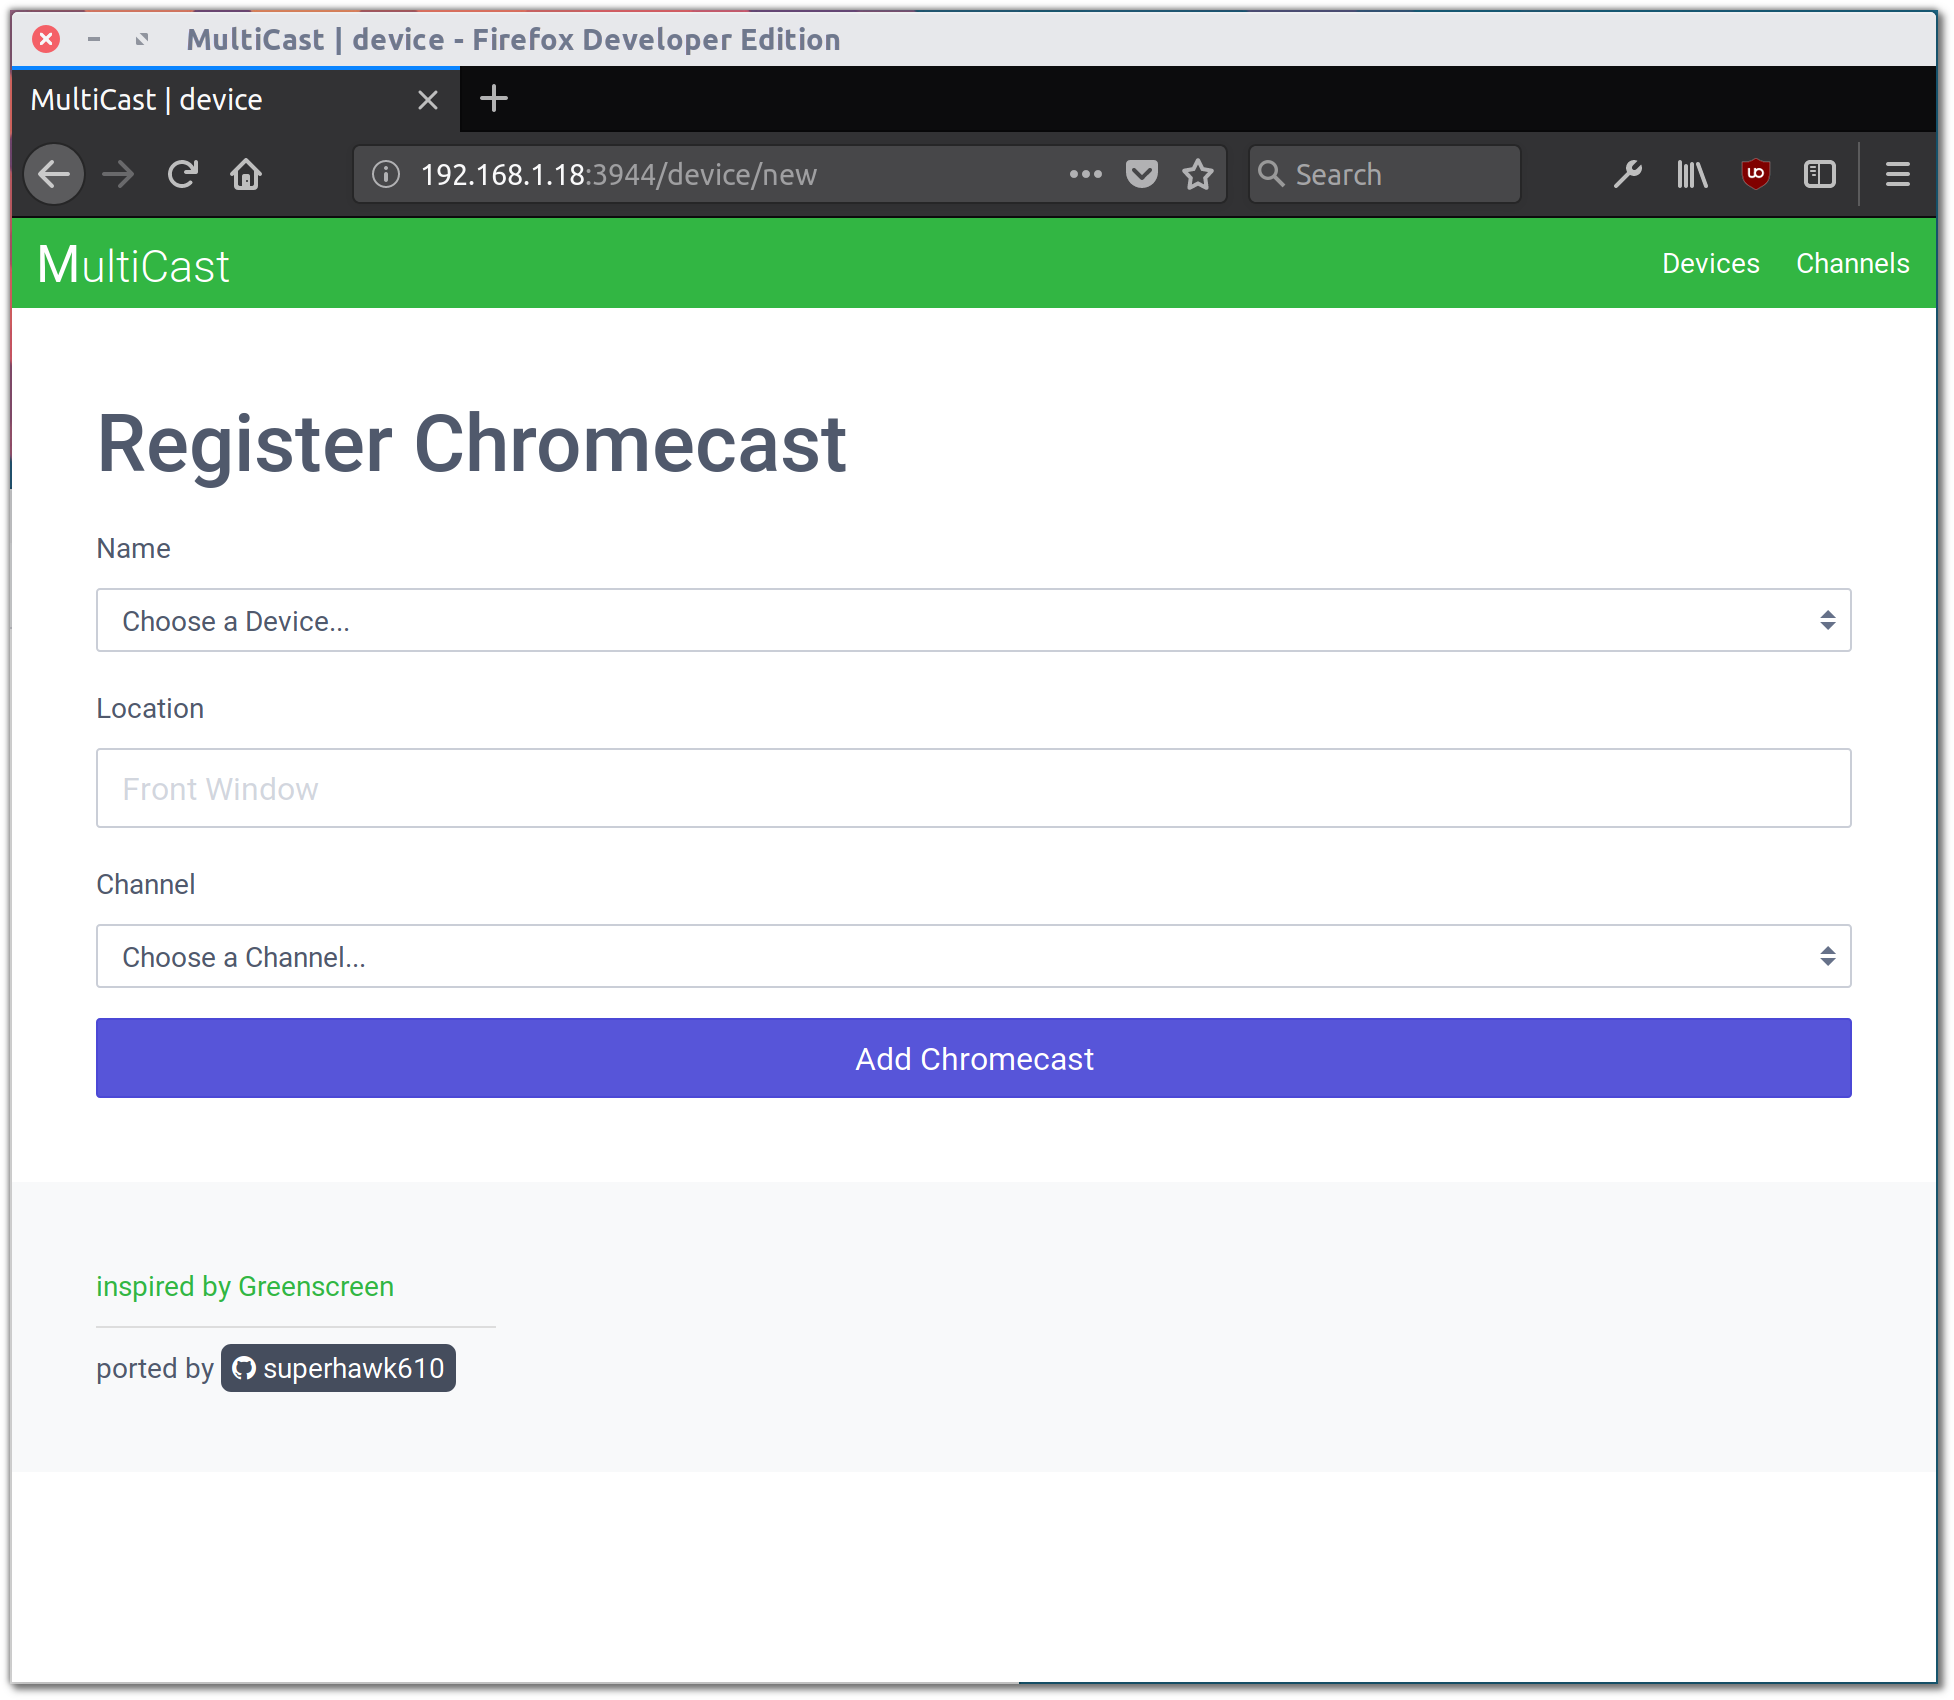 MultiCast | device - Firefox Developer Edition
MultiCast | device
192.168.1.18:3944/device/new
Search
UO
MultiCast
Devices
Channels
Register Chromecast
Name
Choose a Device...
Location
Front Window
Channel
Choose a Channel...
Add Chromecast
inspired by Greenscreen
ported by superhawk610